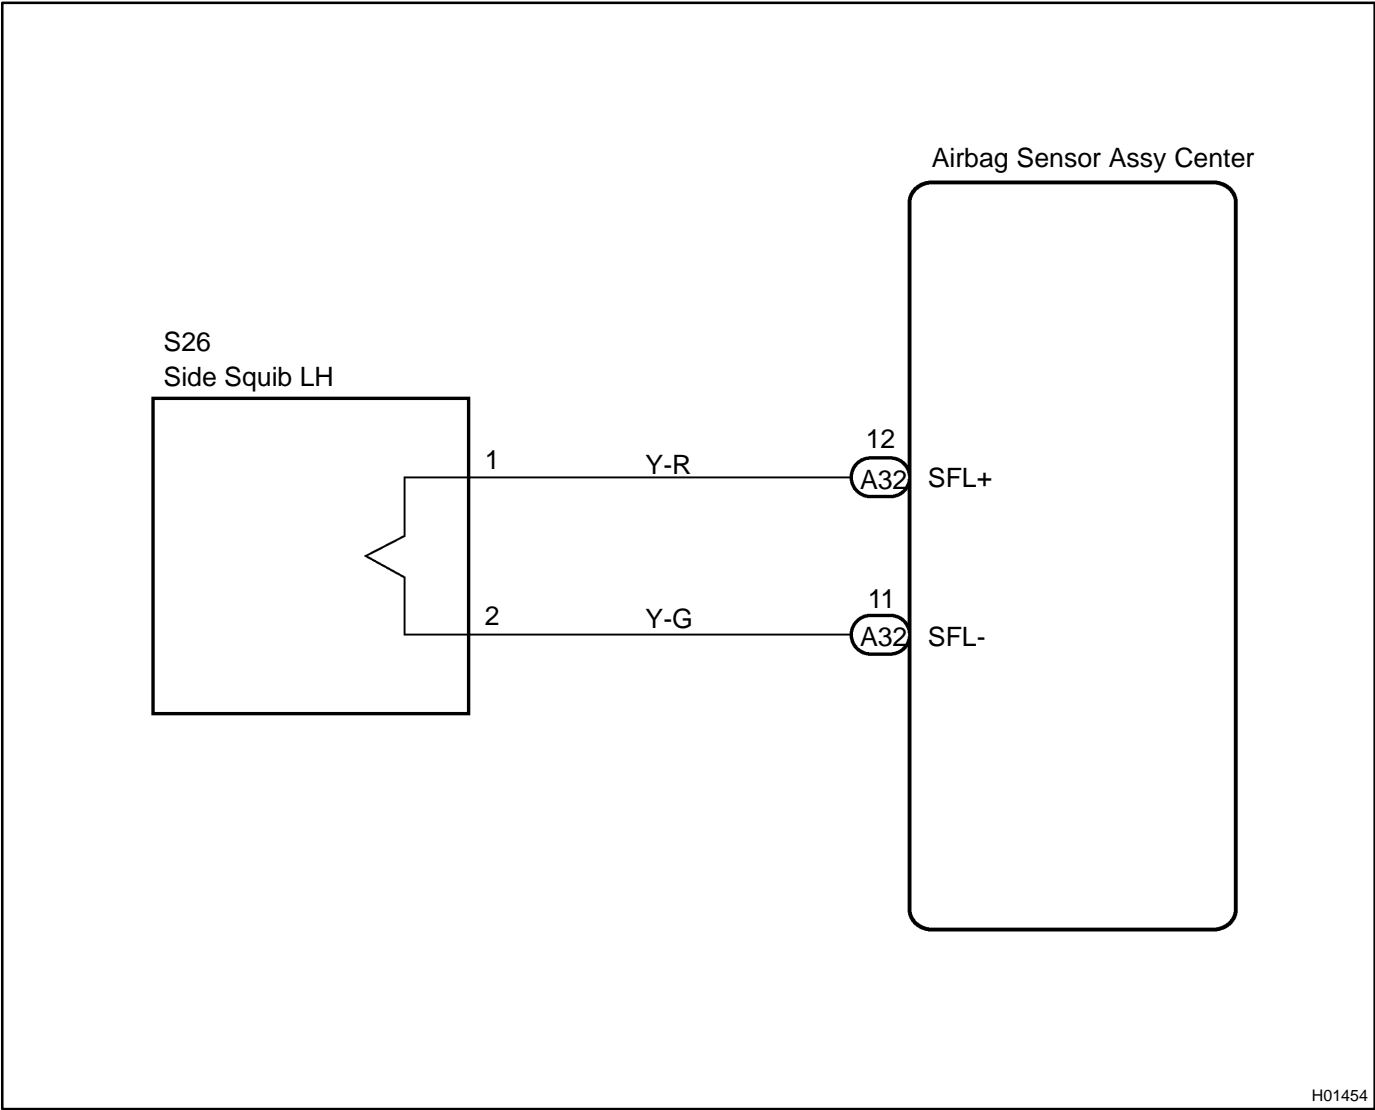 Airbag Sensor Assy Center
S26
Side Squib LH
1
Y-R
12
A32
SFL+
2
Y-G
11
A32
SFL-
H01454